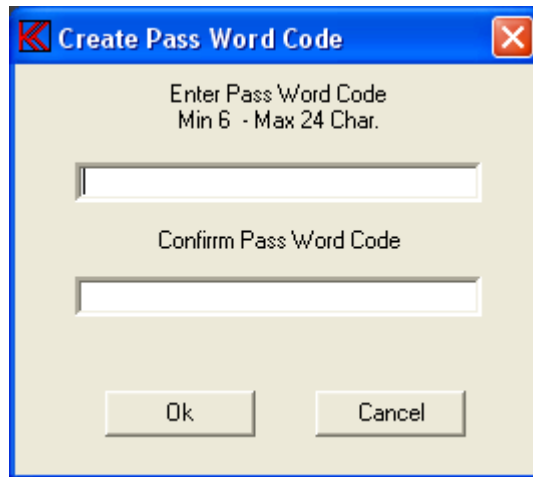 Create Pass Word Code
Enter Pass Word Code
Min 6 - Max 24 Char.
Confirm Pass Word Code
Ok Cancel